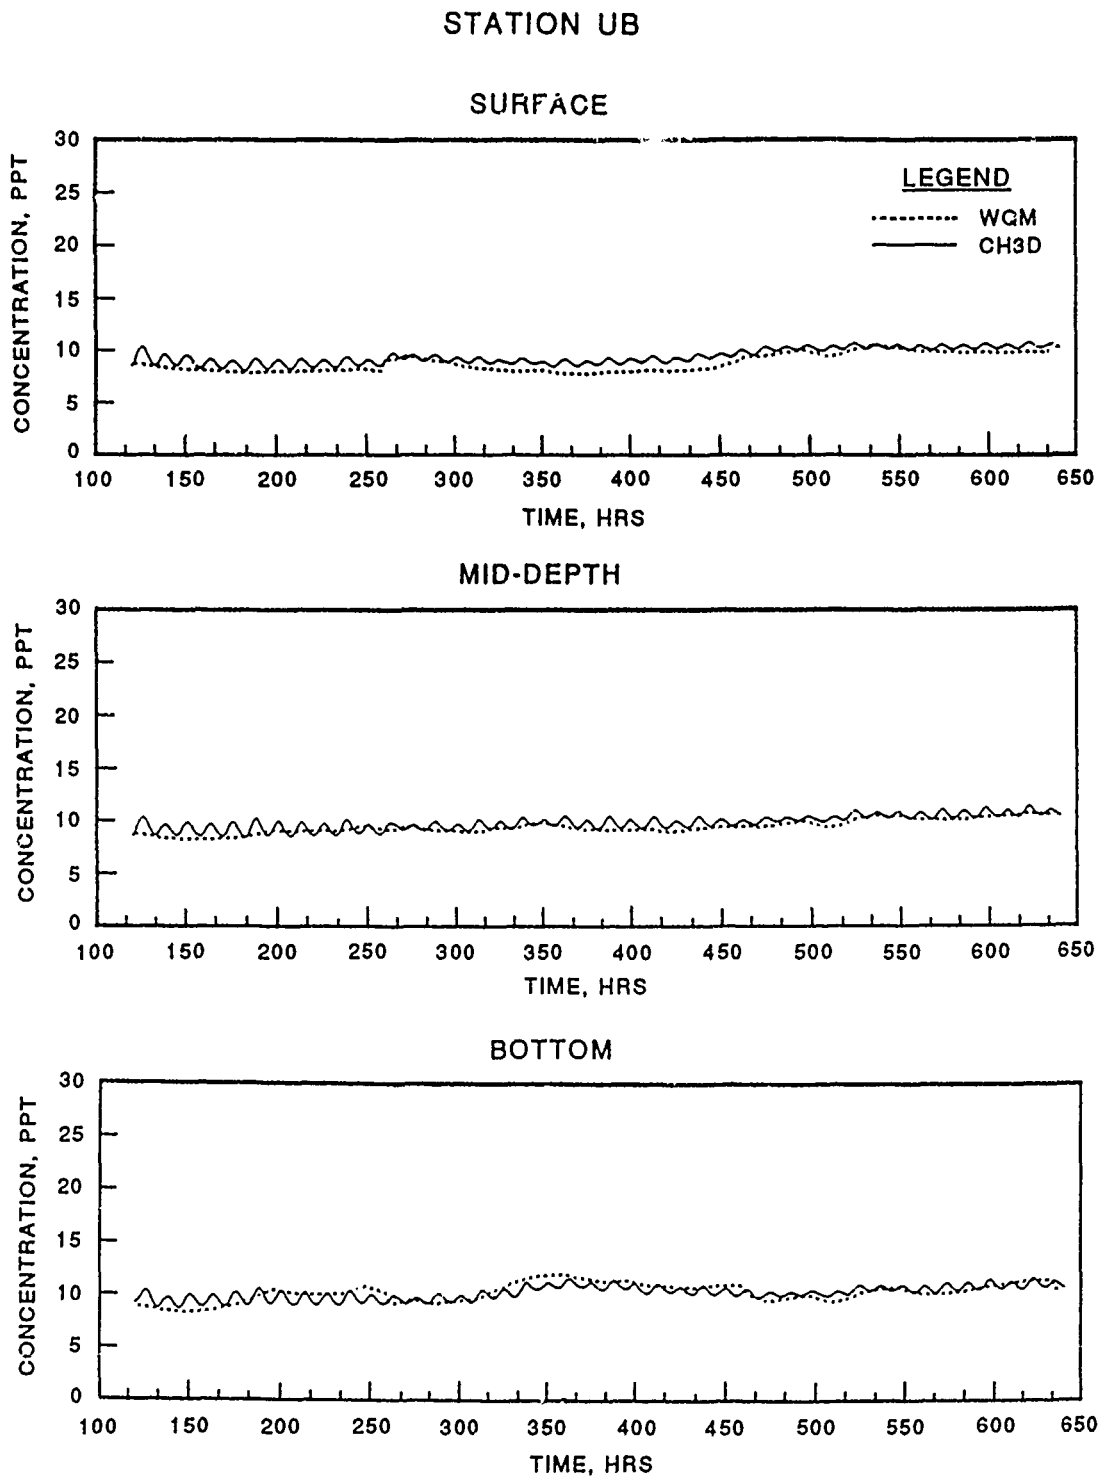 STATION UB
SURFACE
CONCENTRATION, PPT
30
25
20
15
10
5
0
LEGEND
WQM
CH3D
100 150 200 250 300 350 400 450 500 550 600 650
TIME, HRS
MID-DEPTH
CONCENTRATION, PPT
30
25
20
15
10
5
0
100 150 200 250 300 350 400 450 500 550 600 650
TIME, HRS
BOTTOM
CONCENTRATION, PPT
30
25
20
15
10
5
0
100 150 200 250 300 350 400 450 500 550 600 650
TIME, HRS